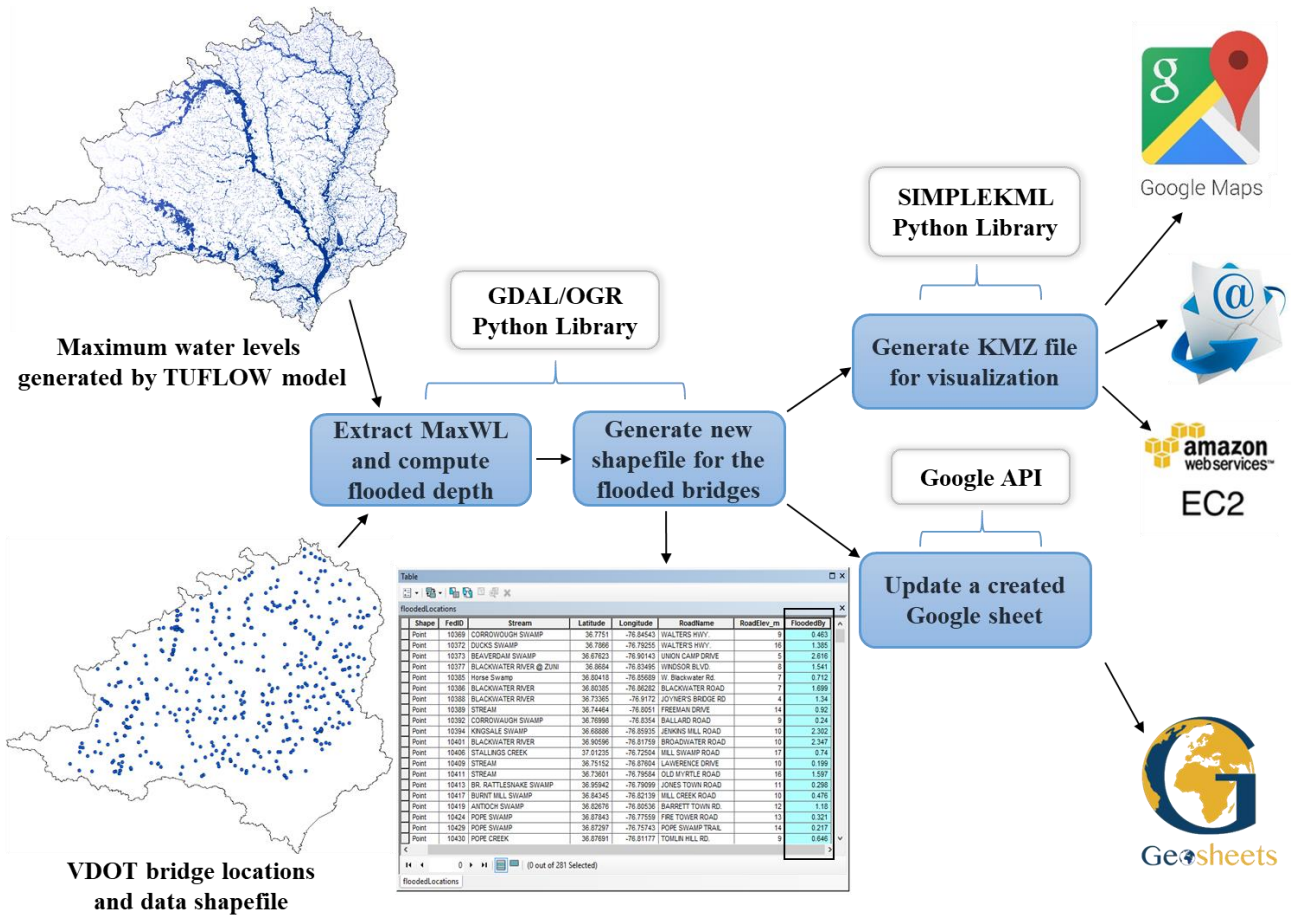 Maximum water levels
generated by TUFLOW model
VDOT bridge locations
and data shapefile
GDAL/OGR
Python Library
Extract MaxWL
and compute
flooded depth
Generate new
shapefile for the
flooded bridges
SIMPLEKML
Python Library
Generate KMZ file
for visualization
Google API
Update a created
Google sheet
g
Google Maps
@
amazon
webservices™
EC2
G
Geosheets
Table
floodedLocations
Shape FedID Stream Latitude Longitude RoadName RoadElev_m FloodedBy
Point 10369 CORROWOUGH SWAMP 36.7751 -76.84543 WALTERS HWY. 9 0.463
Point 10372 DUCKS SWAMP 36.7866 -76.79255 WALTER'S HWY. 16 1.385
Point 10373 BEAVERDAM SWAMP 36.67623 -76.90143 UNION CAMP DRIVE 5 2.616
Point 10377 BLACKWATER RIVER @ ZUNI 36.8684 -76.83495 WINDSOR BLVD. 8 1.541
Point 10385 Horse Swamp 36.80418 -76.85689 W. Blackwater Rd. 7 0.712
Point 10386 BLACKWATER RIVER 36.80385 -76.86282 BLACKWATER ROAD 7 1.699
Point 10388 BLACKWATER RIVER 36.73365 -76.9172 JOYNER'S BRIDGE RD 4 1.34
Point 10389 STREAM 36.74464 -76.8051 FREEMAN DRIVE 14 0.92
Point 10392 CORROWAUGH SWAMP 36.76998 -76.8354 BALLARD ROAD 9 0.24
Point 10394 KINGSALE SWAMP 36.68886 -76.85935 JENKINS MILL ROAD 10 2.302
Point 10401 BLACKWATER RIVER 36.90596 -76.81759 BROADWATER ROAD 10 2.347
Point 10406 STALLINGS CREEK 37.01235 -76.72504 MILL SWAMP ROAD 17 0.74
Point 10409 STREAM 36.75152 -76.87604 LAWERENCE DRIVE 10 0.199
Point 10411 STREAM 36.73601 -76.79584 OLD MYRTLE ROAD 16 1.597
Point 10413 BR. RATTLESNAKE SWAMP 36.95942 -76.79099 JONES TOWN ROAD 11 0.298
Point 10417 BURNT MILL SWAMP 36.84345 -76.82139 MILL CREEK ROAD 10 0.476
Point 10419 ANTIOCH SWAMP 36.82676 -76.80536 BARRETT TOWN RD. 12 1.18
Point 10424 POPE SWAMP 36.87843 -76.77559 FIRE TOWER ROAD 13 0.321
Point 10429 POPE SWAMP 36.87297 -76.75743 POPE SWAMP TRAIL 14 0.217
Point 10430 POPE CREEK 36.87691 -76.81177 TOMLIN HILL RD. 9 0.646
0 (0 out of 281 Selected)
floodedLocations